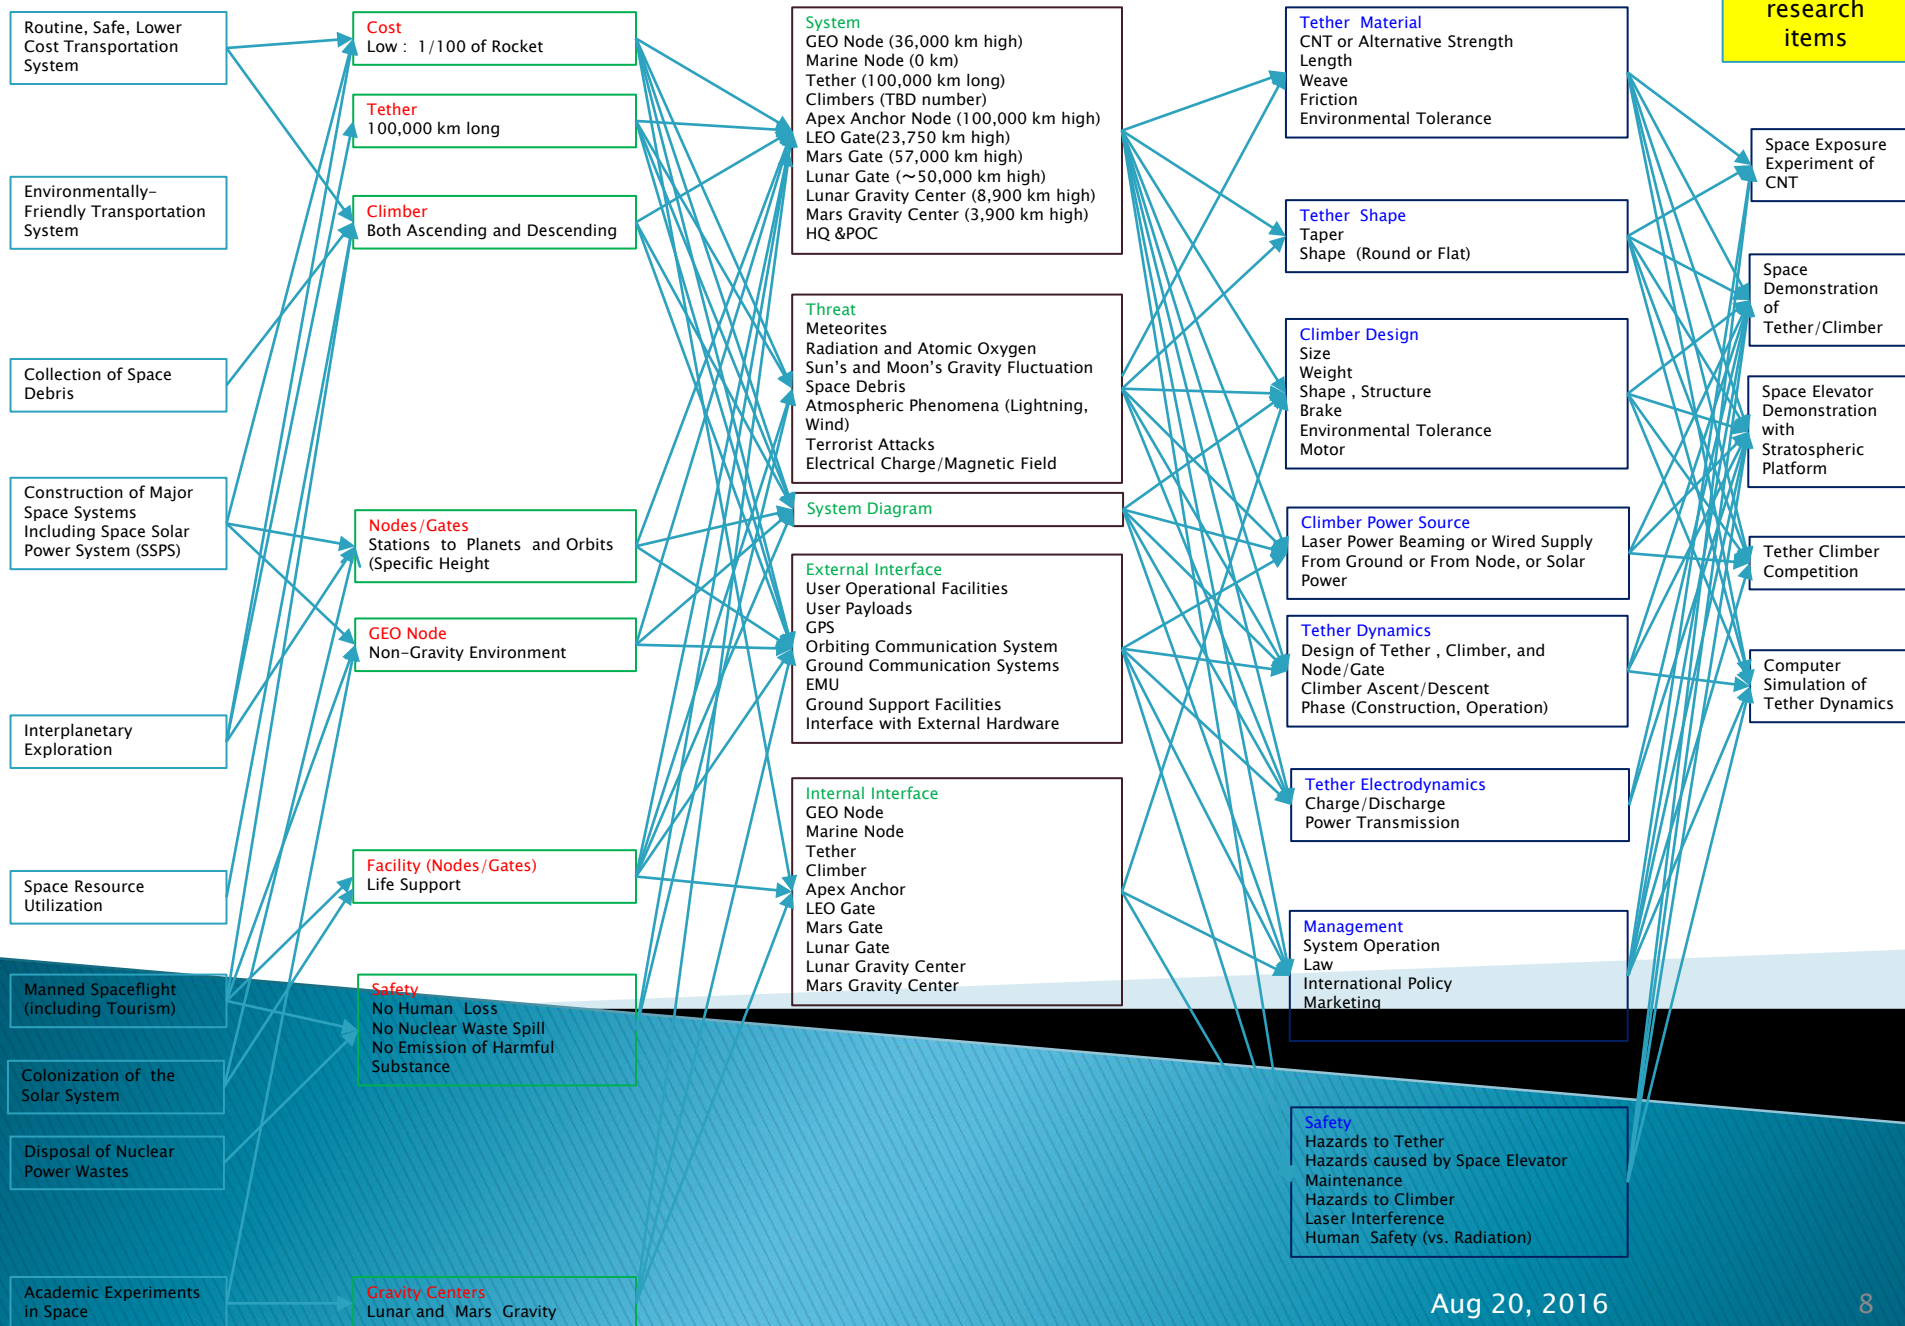 Routine, Safe, Lower
Cost Transportation
System
Environmentally-
Friendly Transportation
System
Collection of Space
Debris
Construction of Major
Space Systems
Including Space Solar
Power System (SSPS)
Interplanetary
Exploration
Space Resource
Utilization
Manned Spaceflight
(including Tourism)
Colonization of the
Solar System
Disposal of Nuclear
Power Wastes
Academic Experiments
in Space
Cost
Low : 1/100 of Rocket
Tether
100,000 km long
Climber
Both Ascending and Descending
Nodes/Gates
Stations to Planets and Orbits
(Specific Height
GEO Node
Non-Gravity Environment
Facility (Nodes/Gates)
Life Support
Safety
No Human Loss
No Nuclear Waste Spill
No Emission of Harmful
Substance
Gravity Centers
Lunar and Mars Gravity
System
GEO Node (36,000 km high)
Marine Node (0 km)
Tether (100,000 km long)
Climbers (TBD number)
Apex Anchor Node (100,000 km high)
LEO Gate(23,750 km high)
Mars Gate (57,000 km high)
Lunar Gate (~50,000 km high)
Lunar Gravity Center (8,900 km high)
Mars Gravity Center (3,900 km high)
HQ &POC
Threat
Meteorites
Radiation and Atomic Oxygen
Sun's and Moon's Gravity Fluctuation
Space Debris
Atmospheric Phenomena (Lightning,
Wind)
Terrorist Attacks
Electrical Charge/Magnetic Field
System Diagram
External Interface
User Operational Facilities
User Payloads
GPS
Orbiting Communication System
Ground Communication Systems
EMU
Ground Support Facilities
Interface with External Hardware
Internal Interface
GEO Node
Marine Node
Tether
Climber
Apex Anchor
LEO Gate
Mars Gate
Lunar Gate
Lunar Gravity Center
Mars Gravity Center
Tether Material
CNT or Alternative Strength
Length
Weave
Friction
Environmental Tolerance
Tether Shape
Taper
Shape (Round or Flat)
Climber Design
Size
Weight
Shape , Structure
Brake
Environmental Tolerance
Motor
Climber Power Source
Laser Power Beaming or Wired Supply
From Ground or From Node, or Solar
Power
Tether Dynamics
Design of Tether , Climber, and
Node/Gate
Climber Ascent/Descent
Phase (Construction, Operation)
Tether Electrodynamics
Charge/Discharge
Power Transmission
Management
System Operation
Law
International Policy
Marketing
Safety
Hazards to Tether
Hazards caused by Space Elevator
Maintenance
Hazards to Climber
Laser Interference
Human Safety (vs. Radiation)
research
items
Space Exposure
Experiment of
CNT
Space
Demonstration
of
Tether/Climber
Space Elevator
Demonstration
with
Stratospheric
Platform
Tether Climber
Competition
Computer
Simulation of
Tether Dynamics
Aug 20, 2016
8